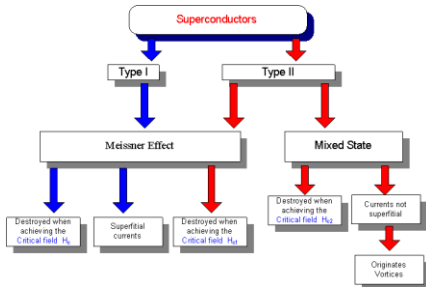 Superconductors
Type I
Type II
Meissner Effect
Mixed State
Destroyed when
achieving the
Critical field Hc
Superfitial
currents
Destroyed when
achieving the
Critical field Hc1
Destroyed when
achieving the
Critical field Hc2
Currents not
superfitial
Originates
Vortices